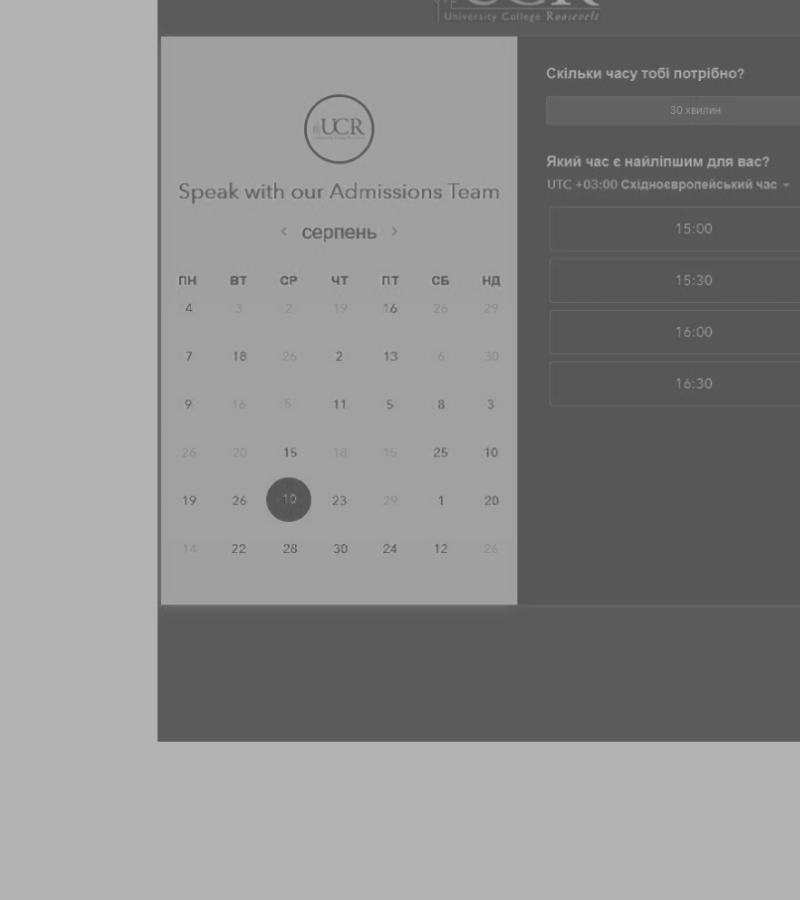 UCR
University College Roosevelt
UCR
Speak with our Admissions Team
‹ серпень ›
ПН ВТ СР ЧТ ПТ СБ НД
4 3 2 19 16 26 29
7 18 26 2 13 6 30
9 16 5 11 5 8 3
26 20 15 18 15 25 10
19 26 10 23 29 1 20
14 22 28 30 24 12 26
Скільки часу тобі потрібно?
30 хвилин
Який час є найліпшим для вас?
UTC +03:00 Східноєвропейський час
15:00
15:30
16:00
16:30